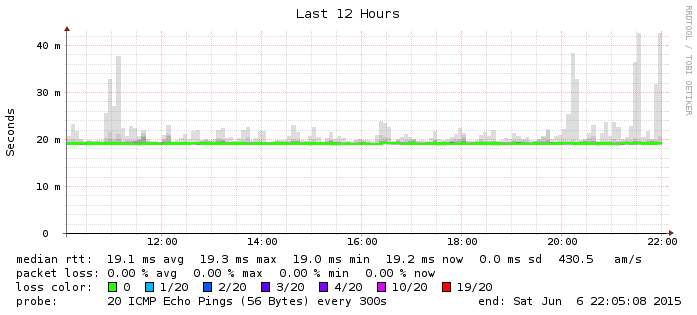 Last 12 Hours
RRDTOOL / TOBI OETIKER
Seconds
40 m
30 m
20 m
10 m
0
12:00 14:00 16:00 18:00 20:00 22:00
median rtt: 19.1 ms avg 19.3 ms max 19.0 ms min 19.2 ms now 0.0 ms sd 430.5 am/s
packet loss: 0.00 % avg 0.00 % max 0.00 % min 0.00 % now
loss color: 0 1/20 2/20 3/20 4/20 10/20 19/20
probe: 20 ICMP Echo Pings (56 Bytes) every 300s end: Sat Jun 6 22:05:08 2015